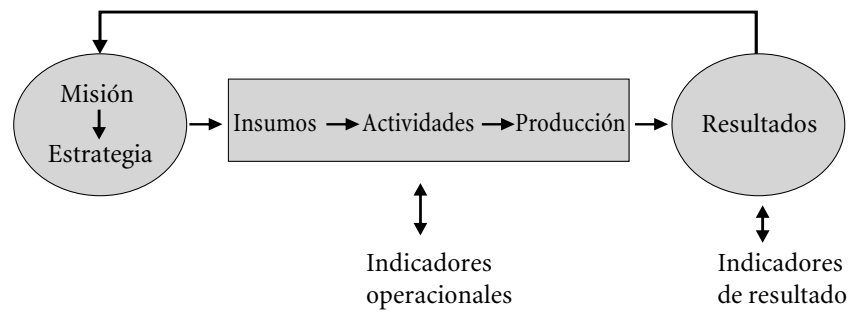 Misión
Estrategia
Insumos
Actividades
Producción
Resultados
Indicadores
operacionales
Indicadores
de resultado